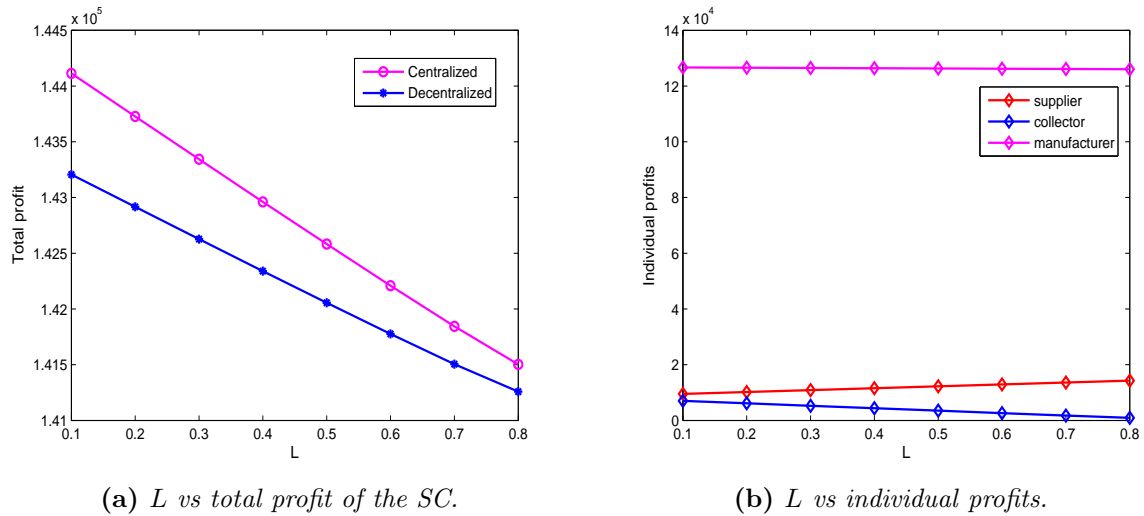 x 10^5
1.445
1.44
1.435
1.43
1.425
1.42
1.415
1.41
Total profit
0.1 0.2 0.3 0.4 0.5 0.6 0.7 0.8
L
Centralized
Decentralized
(a) L vs total profit of the SC.
x 10^4
14
12
10
8
6
4
2
0
Individual profits
0.1 0.2 0.3 0.4 0.5 0.6 0.7 0.8
L
supplier
collector
manufacturer
(b) L vs individual profits.